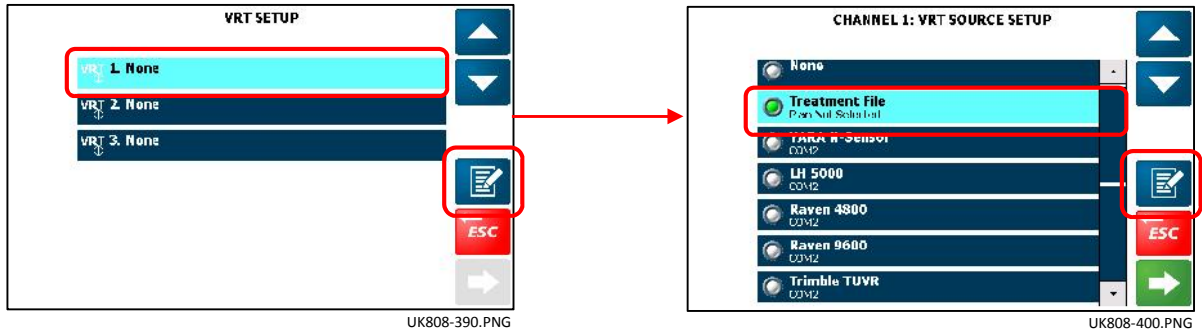 VRT SETUP
VRT 1. None
VRT 2. None
VRT 3. None
ESC
UK808-390.PNG
CHANNEL 1: VRT SOURCE SETUP
None
Treatment File
Plan Not Selected
YARA N-Sensor
COM2
LH 5000
COM2
Raven 4800
COM2
Raven 9600
COM2
Trimble TUVR
COM2
ESC
UK808-400.PNG